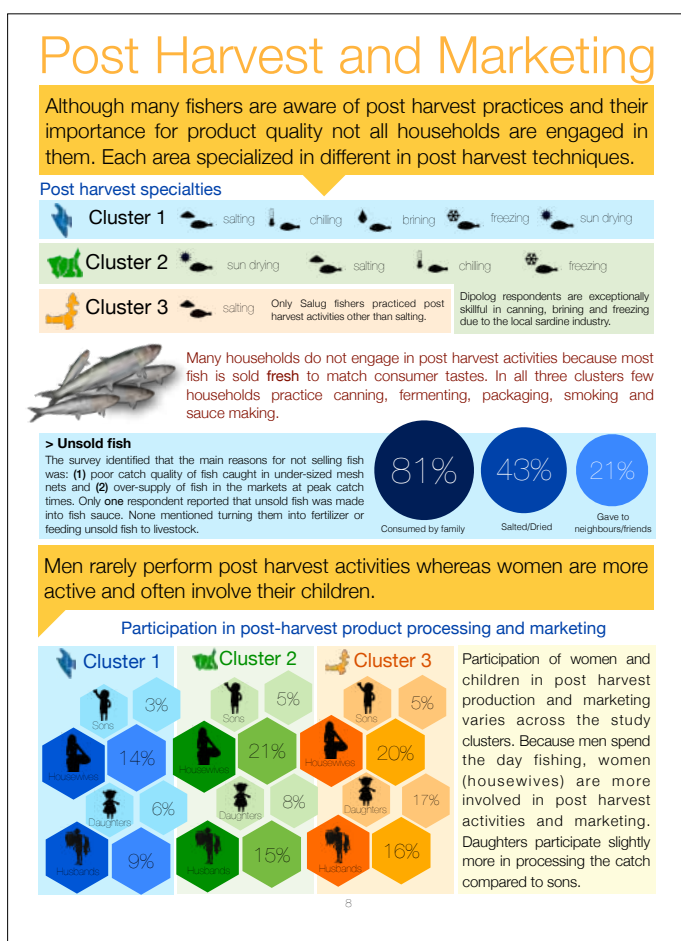 Post Harvest and Marketing
Although many fishers are aware of post harvest practices and their
importance for product quality not all households are engaged in
them. Each area specialized in different in post harvest techniques.
Post harvest specialties
Cluster 1 salting chilling brining freezing sun drying
Cluster 2 sun drying salting chilling freezing
Cluster 3 salting
Only Salug fishers practiced post
harvest activities other than salting.
Dipolog respondents are exceptionally
skillful in canning, brining and freezing
due to the local sardine industry.
Many households do not engage in post harvest activities because most
fish is sold fresh to match consumer tastes. In all three clusters few
households practice canning, fermenting, packaging, smoking and
sauce making.
> Unsold fish
The survey identified that the main reasons for not selling fish
was: (1) poor catch quality of fish caught in under-sized mesh
nets and (2) over-supply of fish in the markets at peak catch
times. Only one respondent reported that unsold fish was made
into fish sauce. None mentioned turning them into fertilizer or
feeding unsold fish to livestock.
81%
Consumed by family
43%
Salted/Dried
21%
Gave to
neighbours/friends
Men rarely perform post harvest activities whereas women are more
active and often involve their children.
Participation in post-harvest product processing and marketing
Cluster 1
Sons
3%
Housewives
14%
Daughters
6%
Husbands
9%
Cluster 2
Sons
5%
Housewives
21%
Daughters
8%
Husbands
15%
Cluster 3
Sons
5%
Housewives
20%
Daughters
17%
Husbands
16%
Participation of women and
children in post harvest
production and marketing
varies across the study
clusters. Because men spend
the day fishing, women
(housewives) are more
involved in post harvest
activities and marketing.
Daughters participate slightly
more in processing the catch
compared to sons.
8